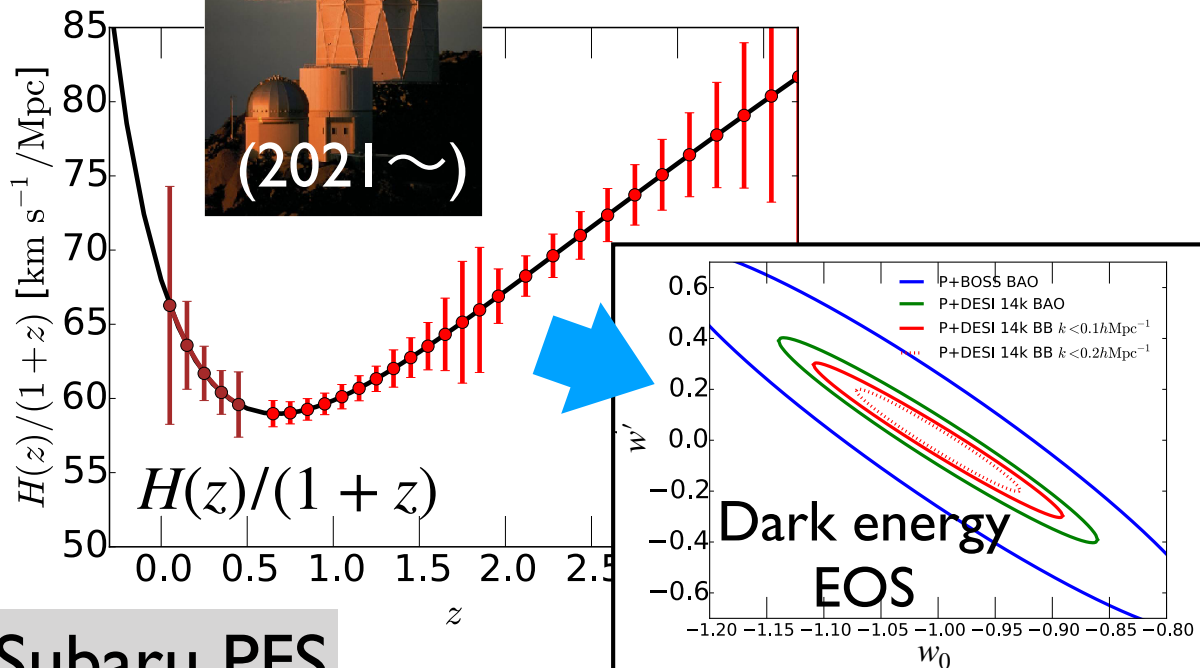 85
80
75
70
65
60
55
50
H(z)/(1 + z) [km s⁻¹/Mpc]
(2021～)
H(z)/(1 + z)
0.0 0.5 1.0 1.5 2.0
z
0.6
0.4
0.2
0.0
−0.2
−0.4
−0.6
w′
P+BOSS BAO
P+DESI 14k BAO
P+DESI 14k BB k<0.1hMpc⁻¹
P+DESI 14k BB k<0.2hMpc⁻¹
Dark energy
EOS
−1.20 −1.15 −1.10 −1.05 −1.00 −0.95 −0.90 −0.85 −0.80
w₀
Subaru PFS